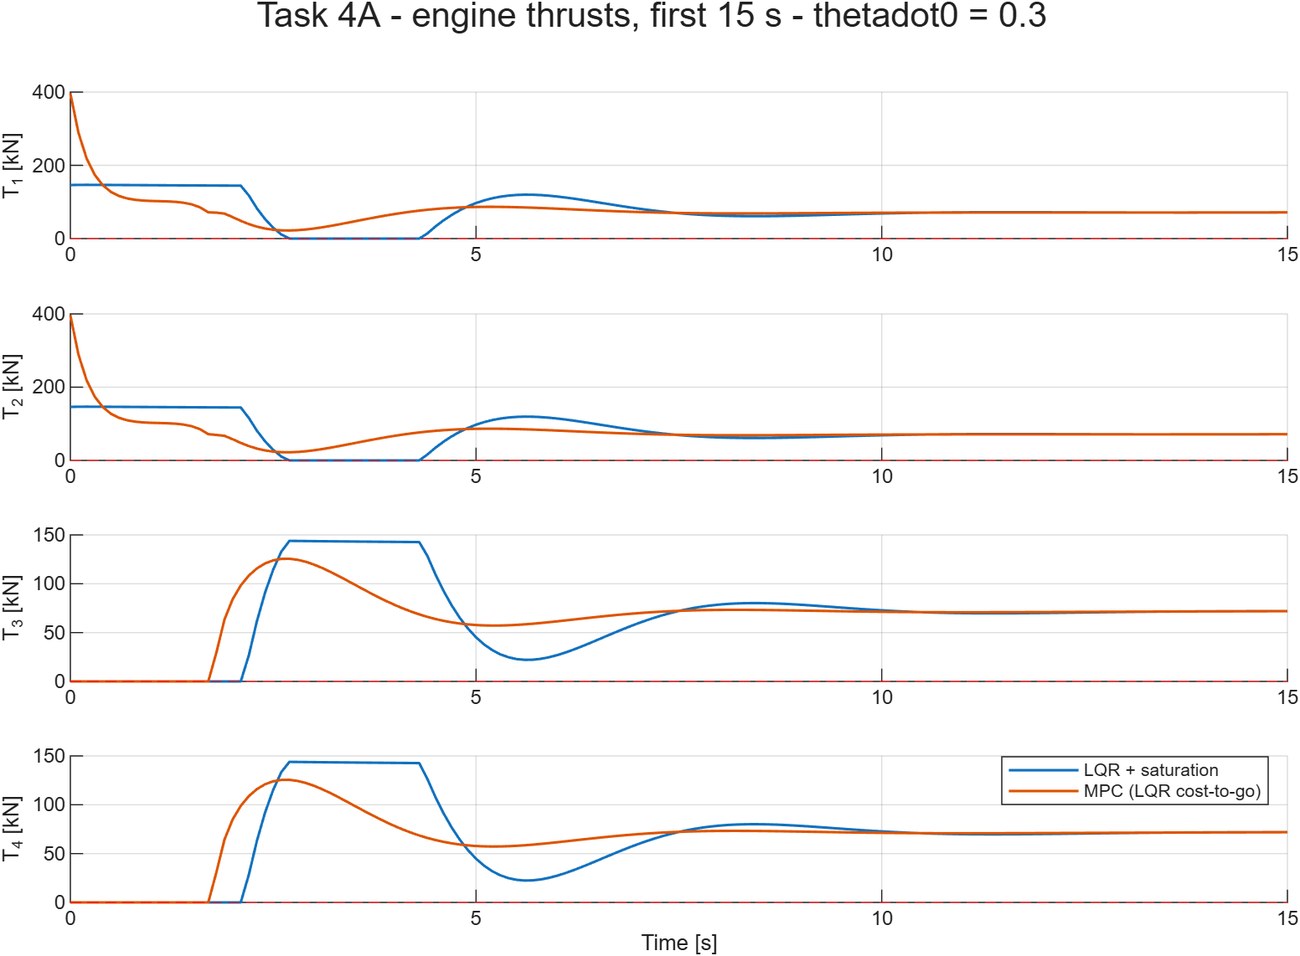 Task 4A - engine thrusts, first 15 s - thetadot0 = 0.3
400
200
0
T₁ [kN]
0 5 10 15
400
200
0
T₂ [kN]
0 5 10 15
150
100
50
0
T₃ [kN]
0 5 10 15
150
100
50
0
T₄ [kN]
LQR + saturation
MPC (LQR cost-to-go)
0 5 10 15
Time [s]